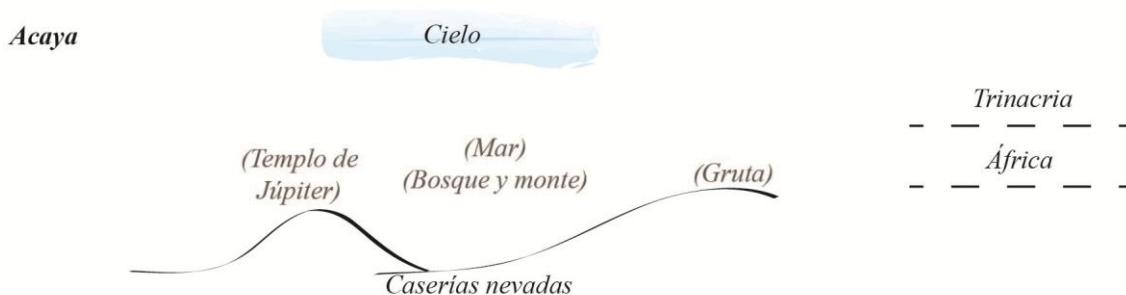 Acaya
Cielo
Trinacria
África
(Templo de
Júpiter)
(Mar)
(Bosque y monte)
(Gruta)
Caserías nevadas